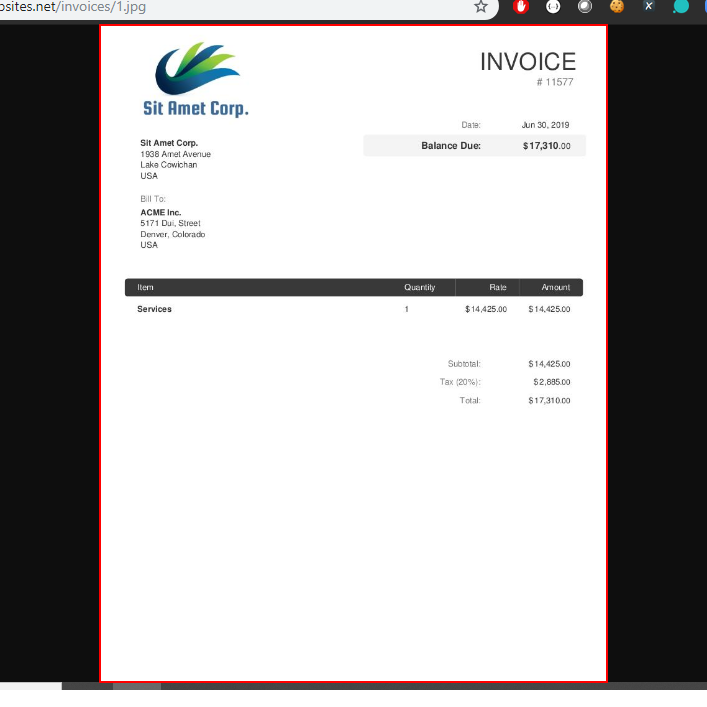 osites.net/invoices/1.jpg
INVOICE
# 11577
Sit Amet Corp.
Date: Jun 30, 2019
Balance Due: $17,310.00
Sit Amet Corp.
1938 Amet Avenue
Lake Cowichan
USA
Bill To:
ACME Inc.
5171 Dui, Street
Denver, Colorado
USA
Item Quantity Rate Amount
Services 1 $14,425.00 $14,425.00
Subtotal: $14,425.00
Tax (20%): $2,885.00
Total: $17,310.00